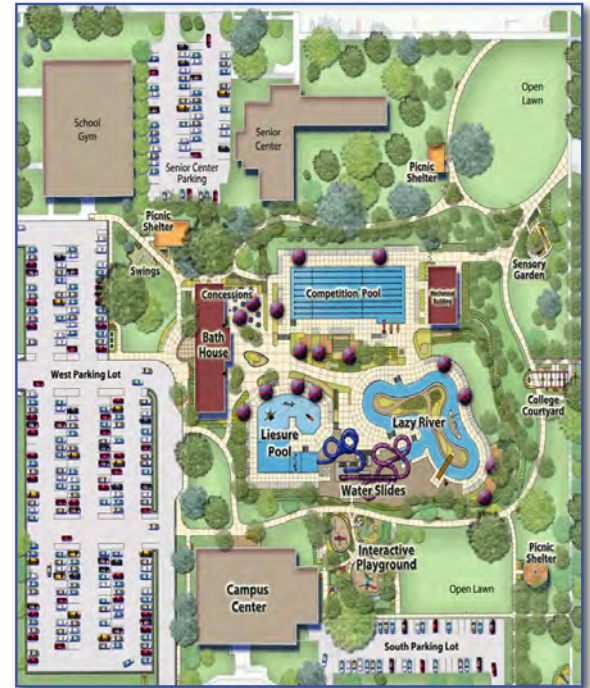 Open
Lawn
School
Gym
Senior
Center
Senior Center
Parking
Picnic
Shelter
Picnic
Shelter
Swings
Sensory
Garden
Concessions
Competition Pool
Mechanical
Building
Bath
House
West Parking Lot
College
Courtyard
Liesure
Pool
Lazy River
Water Slides
Interactive
Playground
Picnic
Shelter
Campus
Center
Open Lawn
South Parking Lot